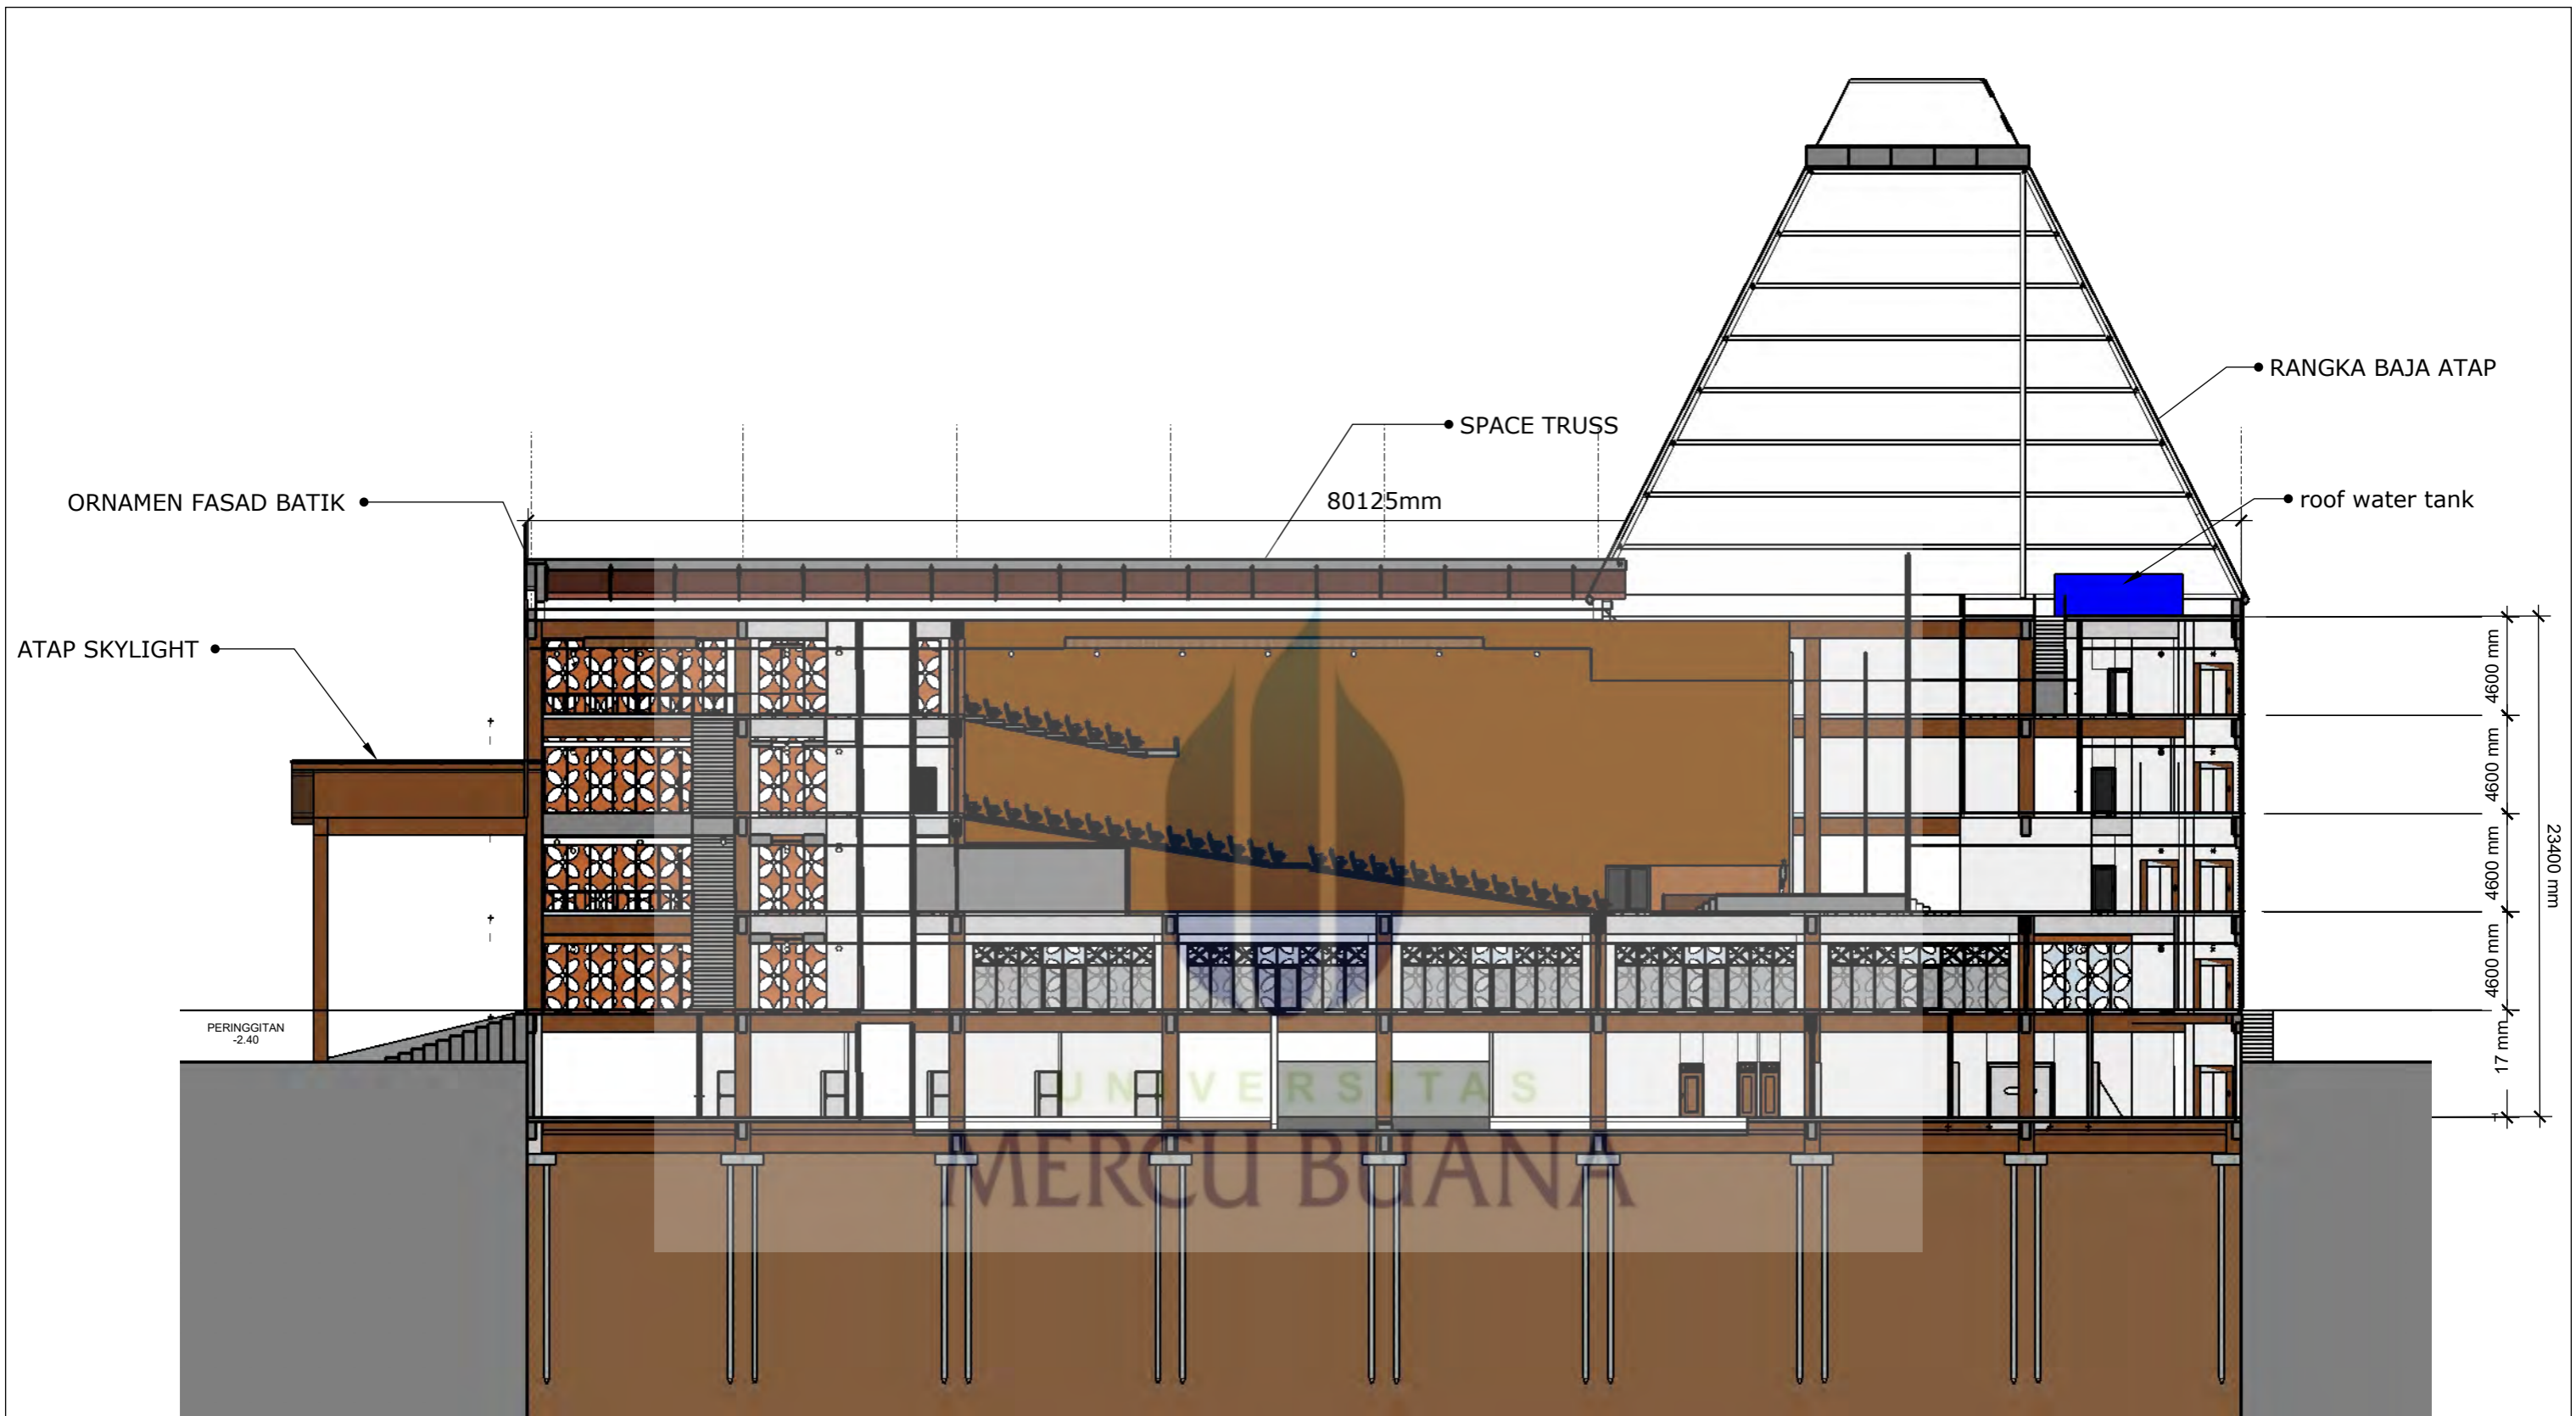 RANGKA BAJA ATAP
SPACE TRUSS
80125mm
ORNAMEN FASAD BATIK
roof water tank
ATAP SKYLIGHT
4600 mm
4600 mm
4600 mm
4600 mm
17 mm
23400 mm
PERINGGITAN
-2.40
UNIVERSITAS
MERCU BUANA